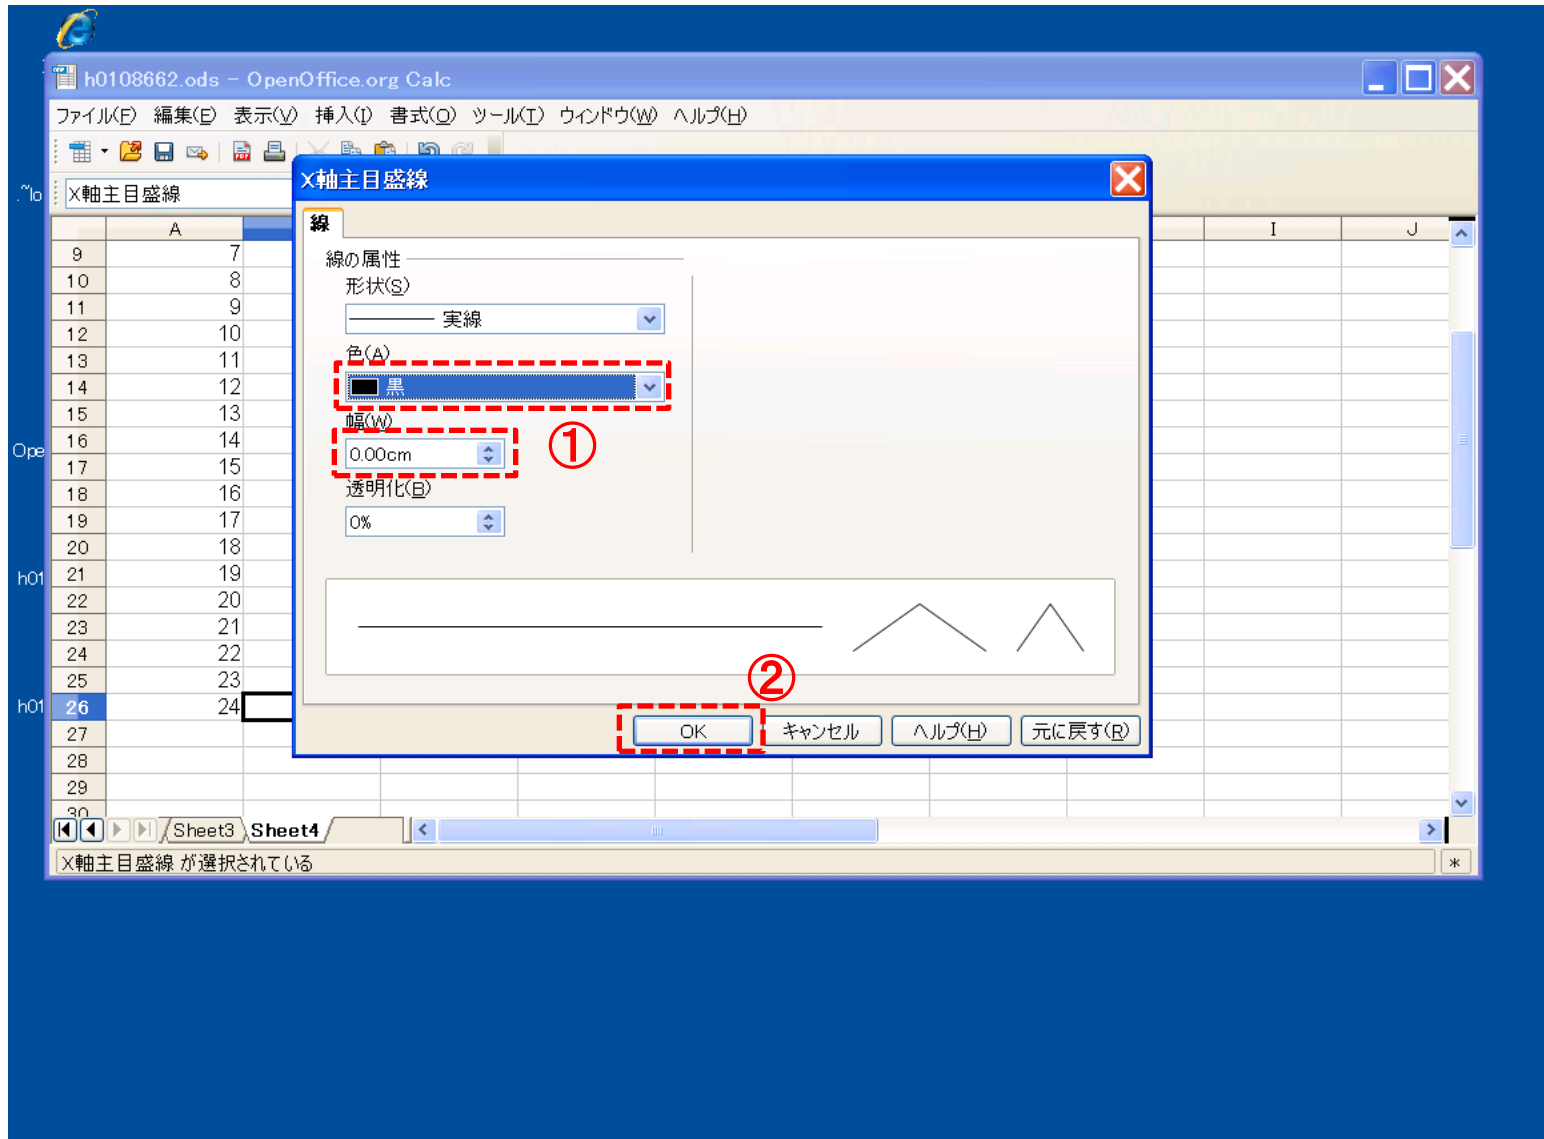 h0108662.ods - OpenOffice.org Calc
ファイル(F) 編集(E) 表示(V) 挿入(I) 書式(O) ツール(T) ウィンドウ(W) ヘルプ(H)
X軸主目盛線
.~lo
X軸主目盛線
線
A
I
J
線の属性
形状(S)
実線
色(A)
黒
幅(W)
①
0.00cm
透明化(B)
0%
②
OK
キャンセル
ヘルプ(H)
元に戻す(R)
9 7
10 8
11 9
12 10
13 11
14 12
15 13
16 14
17 15
18 16
19 17
20 18
21 19
22 20
23 21
24 22
25 23
26 24
27
28
29
30
Ope
h01
h01
Sheet3 Sheet4
X軸主目盛線 が選択されている
*